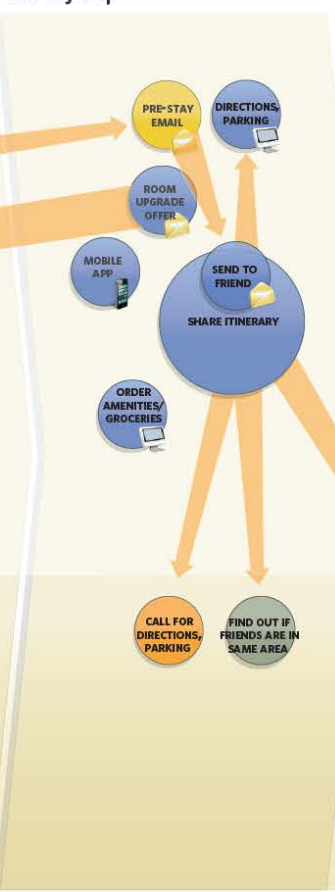 PRE-STAY
EMAIL
DIRECTIONS,
PARKING
ROOM
UPGRADE
OFFER
MOBILE
APP
SEND TO
FRIEND
SHARE ITINERARY
ORDER
AMENITIES/
GROCERIES
CALL FOR
DIRECTIONS,
PARKING
FIND OUT IF
FRIENDS ARE IN
SAME AREA